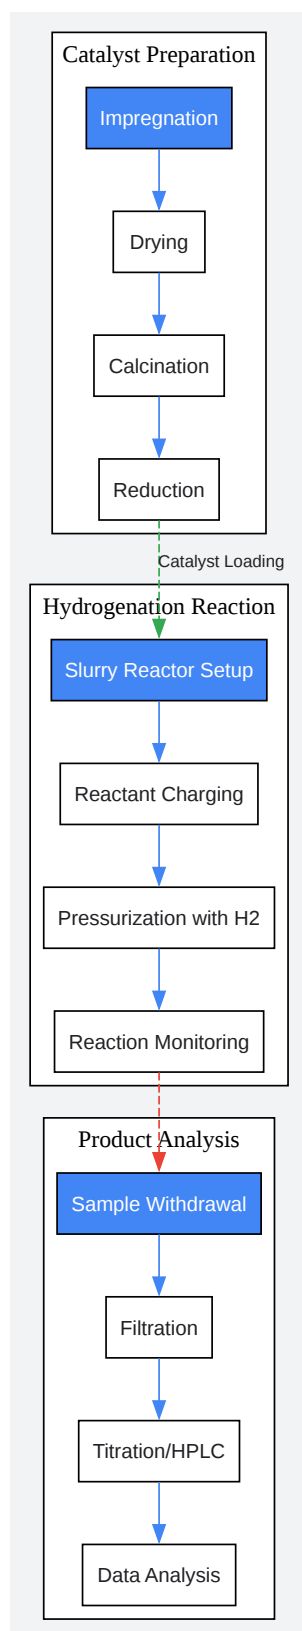 Catalyst Preparation
Impregnation
Drying
Calcination
Reduction
Catalyst Loading
Hydrogenation Reaction
Slurry Reactor Setup
Reactant Charging
Pressurization with H2
Reaction Monitoring
Product Analysis
Sample Withdrawal
Filtration
Titration/HPLC
Data Analysis